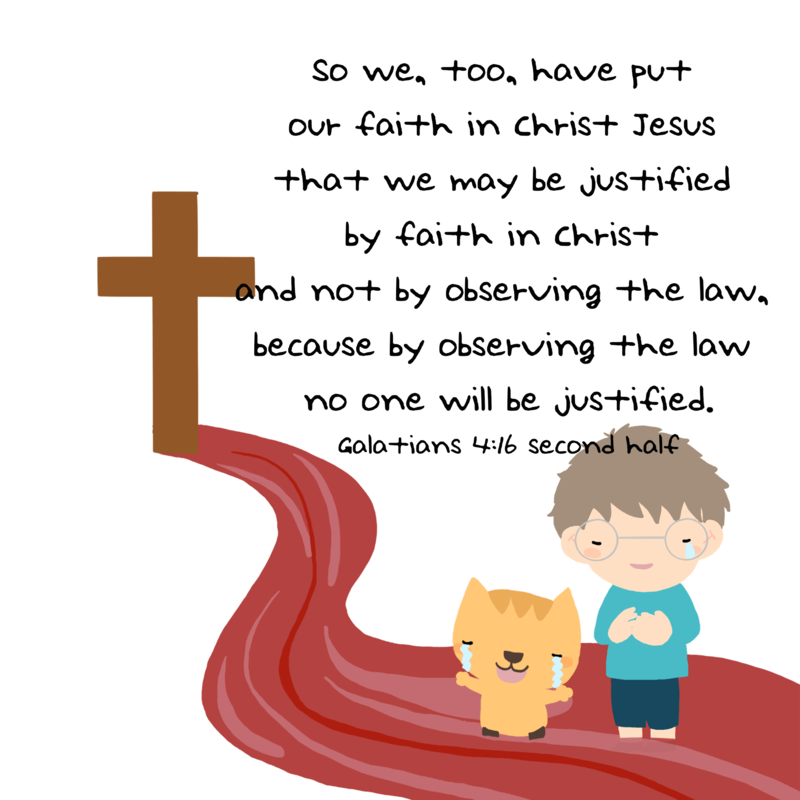 So we, too, have put
our faith in Christ Jesus
that we may be justified
by faith in Christ
and not by observing the law,
because by observing the law
no one will be justified.
Galatians 4:16 second half